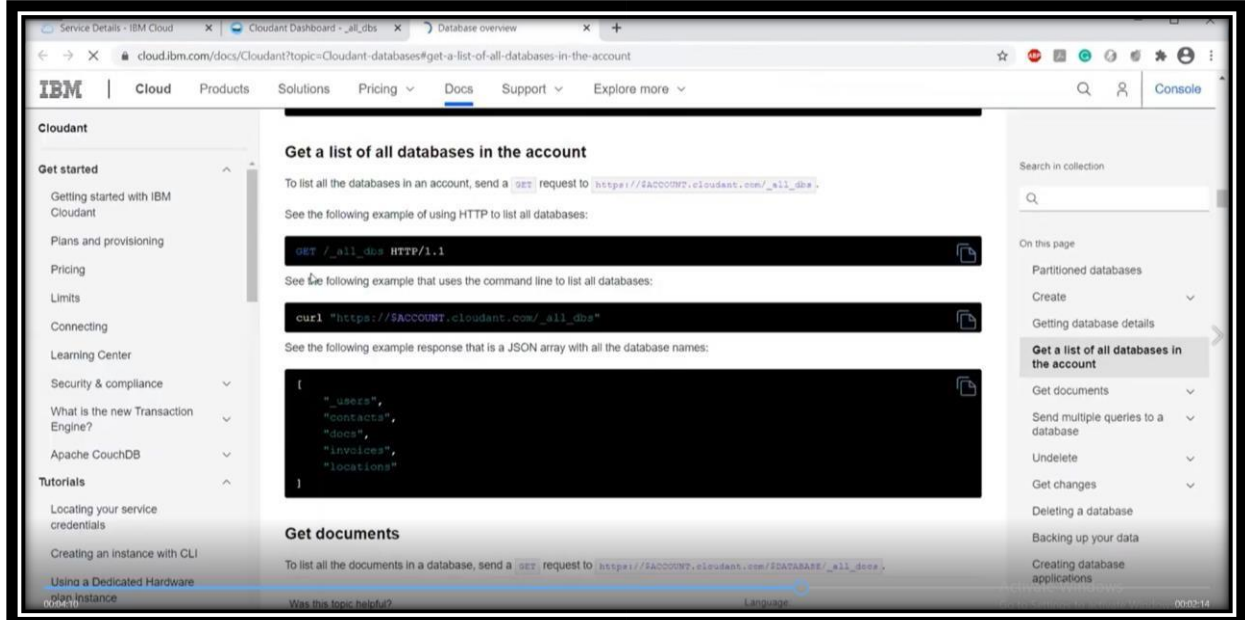 Service Details - IBM Cloud
Cloudant Dashboard - _all_dbs
Database overview
cloud.ibm.com/docs/Cloudant?topic=Cloudant-databases#get-a-list-of-all-databases-in-the-account
IBM Cloud Products Solutions Pricing Docs Support Explore more Console
Cloudant
Get started
Getting started with IBM
Cloudant
Plans and provisioning
Pricing
Limits
Connecting
Learning Center
Security & compliance
What is the new Transaction
Engine?
Apache CouchDB
Tutorials
Locating your service
credentials
Creating an instance with CLI
Using a Dedicated Hardware
plan instance
00:04:10
Get a list of all databases in the account
To list all the databases in an account, send a GET request to https://$ACCOUNT.cloudant.com/_all_dbs .
See the following example of using HTTP to list all databases:
GET /_all_dbs HTTP/1.1
See the following example that uses the command line to list all databases:
curl "https://$ACCOUNT.cloudant.com/_all_dbs"
See the following example response that is a JSON array with all the database names:
[
"_users",
"contacts",
"docs",
"invoices",
"locations"
]
Get documents
To list all the documents in a database, send a GET request to https://$ACCOUNT.cloudant.com/$DATABASE/_all_docs .
Was this topic helpful?
Language:
Search in collection
On this page
Partitioned databases
Create
Getting database details
Get a list of all databases in
the account
Get documents
Send multiple queries to a
database
Undelete
Get changes
Deleting a database
Backing up your data
Creating database
applications
Activate Windows
00:02:14